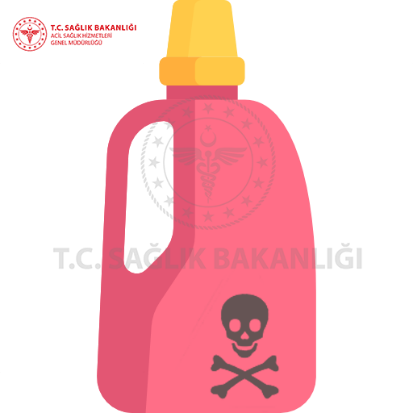 T.C. SAĞLIK BAKANLIĞI
ACİL SAĞLIK HİZMETLERİ
GENEL MÜDÜRLÜĞÜ
T.C. SAĞLIK BAKANLIĞI